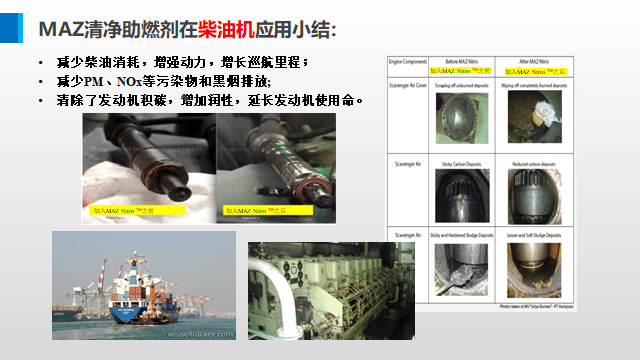 MAZ清净助燃剂在柴油机应用小结：
• 减少柴油消耗，增强动力，增长巡航里程；
• 减少PM、NOx等污染物和黑烟排放;
• 清除了发动机积碳，增加润性，延长发动机使用命。
加入MAZ Nitro ™之前
加入MAZ Nitro ™之后
Engine Components Before MAZ Nitro After MAZ Nitro
加入MAZ Nitro ™之前 加入MAZ Nitro ™之后
Scavenger Air Cover Scraping off unburned deposits Wiping off completely burned deposits
Scavenger Air Sticky Carbon Deposits Reduced carbon deposits
Scavenger Air Sticky and Hardened Sludge Deposits Lesser and Soft Sludge Deposits
Photos taken at MV "Griya Borneo" - PT Humpuss
vesseltracker.com